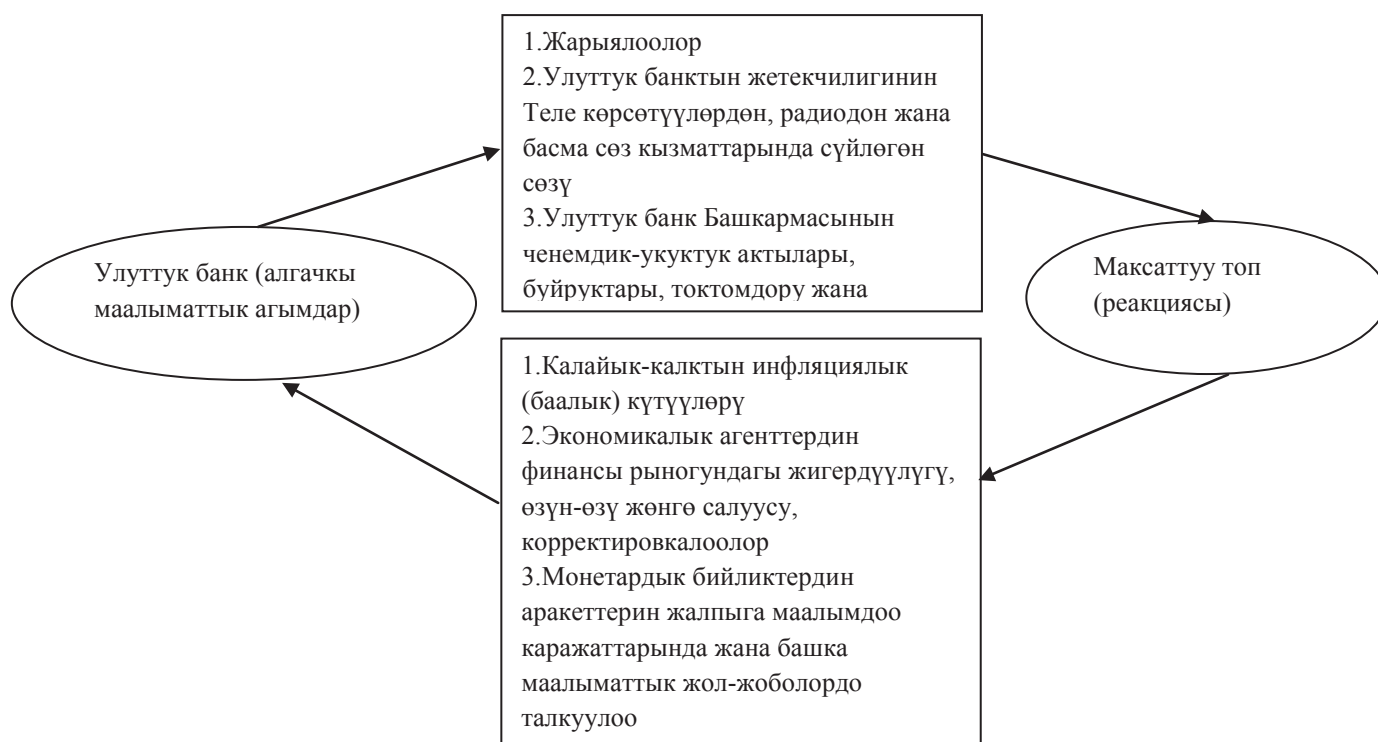 1.Жарыялоолор
2.Улуттук банктын жетекчилигинин
Теле көрсөтүүлөрдөн, радиодон жана
басма сөз кызматтарында сүйлөгөн
сөзү
3.Улуттук банк Башкармасынын
ченемдик-укуктук актылары,
буйруктары, токтомдору жана
Улуттук банк (алгачкы
маалыматтык агымдар)
Максаттуу топ
(реакциясы)
1.Калайык-калктын инфляциялык
(баалык) күтүүлөрү
2.Экономикалык агенттердин
финансы рыногундагы жигердүүлүгү,
өзүн-өзү жөнгө салуусу,
корректировкалоолор
3.Монетардык бийликтердин
аракеттерин жалпыга маалымдоо
каражаттарында жана башка
маалыматтык жол-жоболордо
талкуулоо